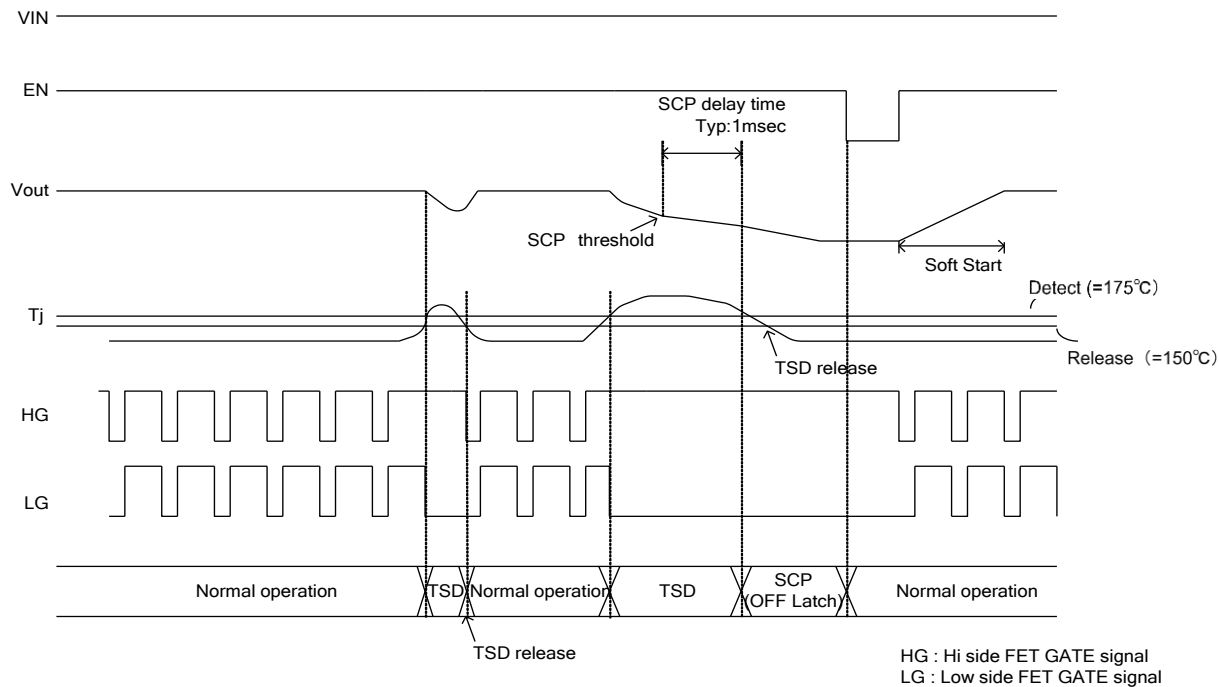 VIN
EN
SCP delay time
Typ:1msec
Vout
SCP threshold
Soft Start
Detect (=175℃)
Tj
TSD release
Release （=150℃)
HG
LG
Normal operation
TSD
Normal operation
TSD
SCP
(OFF Latch)
Normal operation
TSD release
HG : Hi side FET GATE signal
LG : Low side FET GATE signal